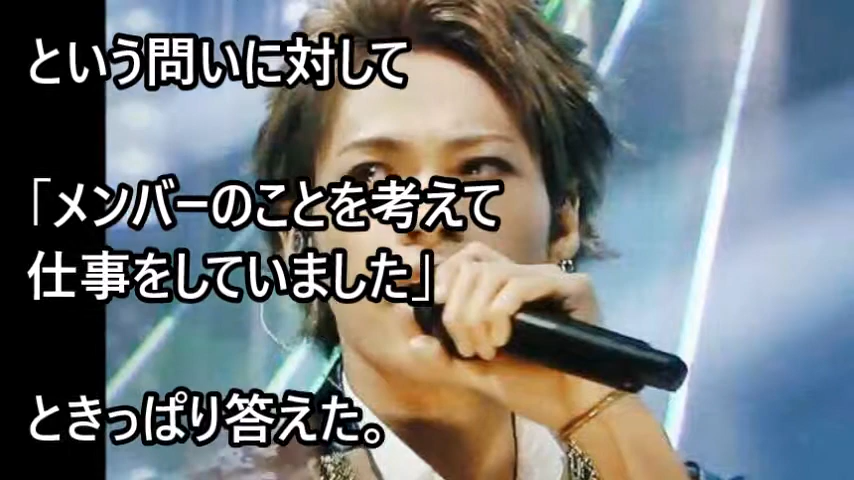 という問いに対して
「メンバーのことを考えて
仕事をしていました」
ときっぱり答えた。